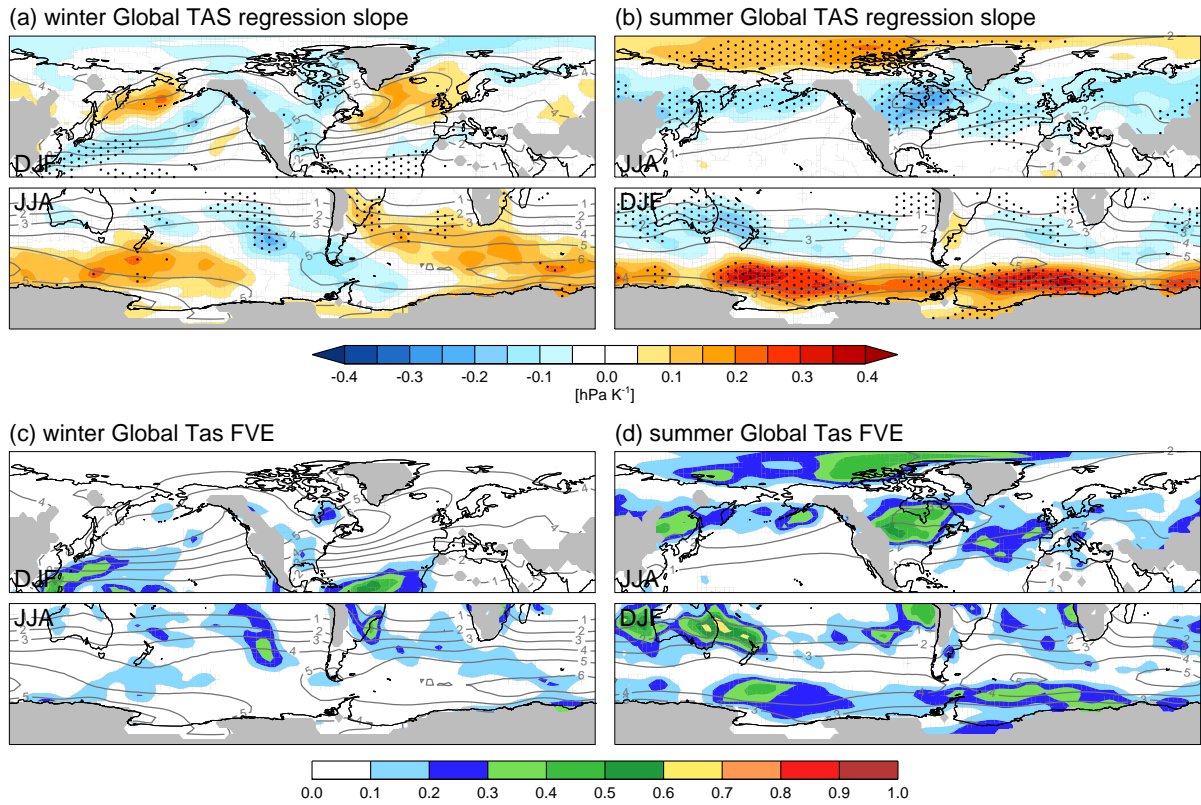 (a) winter Global TAS regression slope
(b) summer Global TAS regression slope
DJF
JJA
JJA
DJF
-0.4 -0.3 -0.2 -0.1 0.0 0.1 0.2 0.3 0.4
[hPa K⁻¹]
(c) winter Global Tas FVE
(d) summer Global Tas FVE
DJF
JJA
JJA
DJF
0.0 0.1 0.2 0.3 0.4 0.5 0.6 0.7 0.8 0.9 1.0